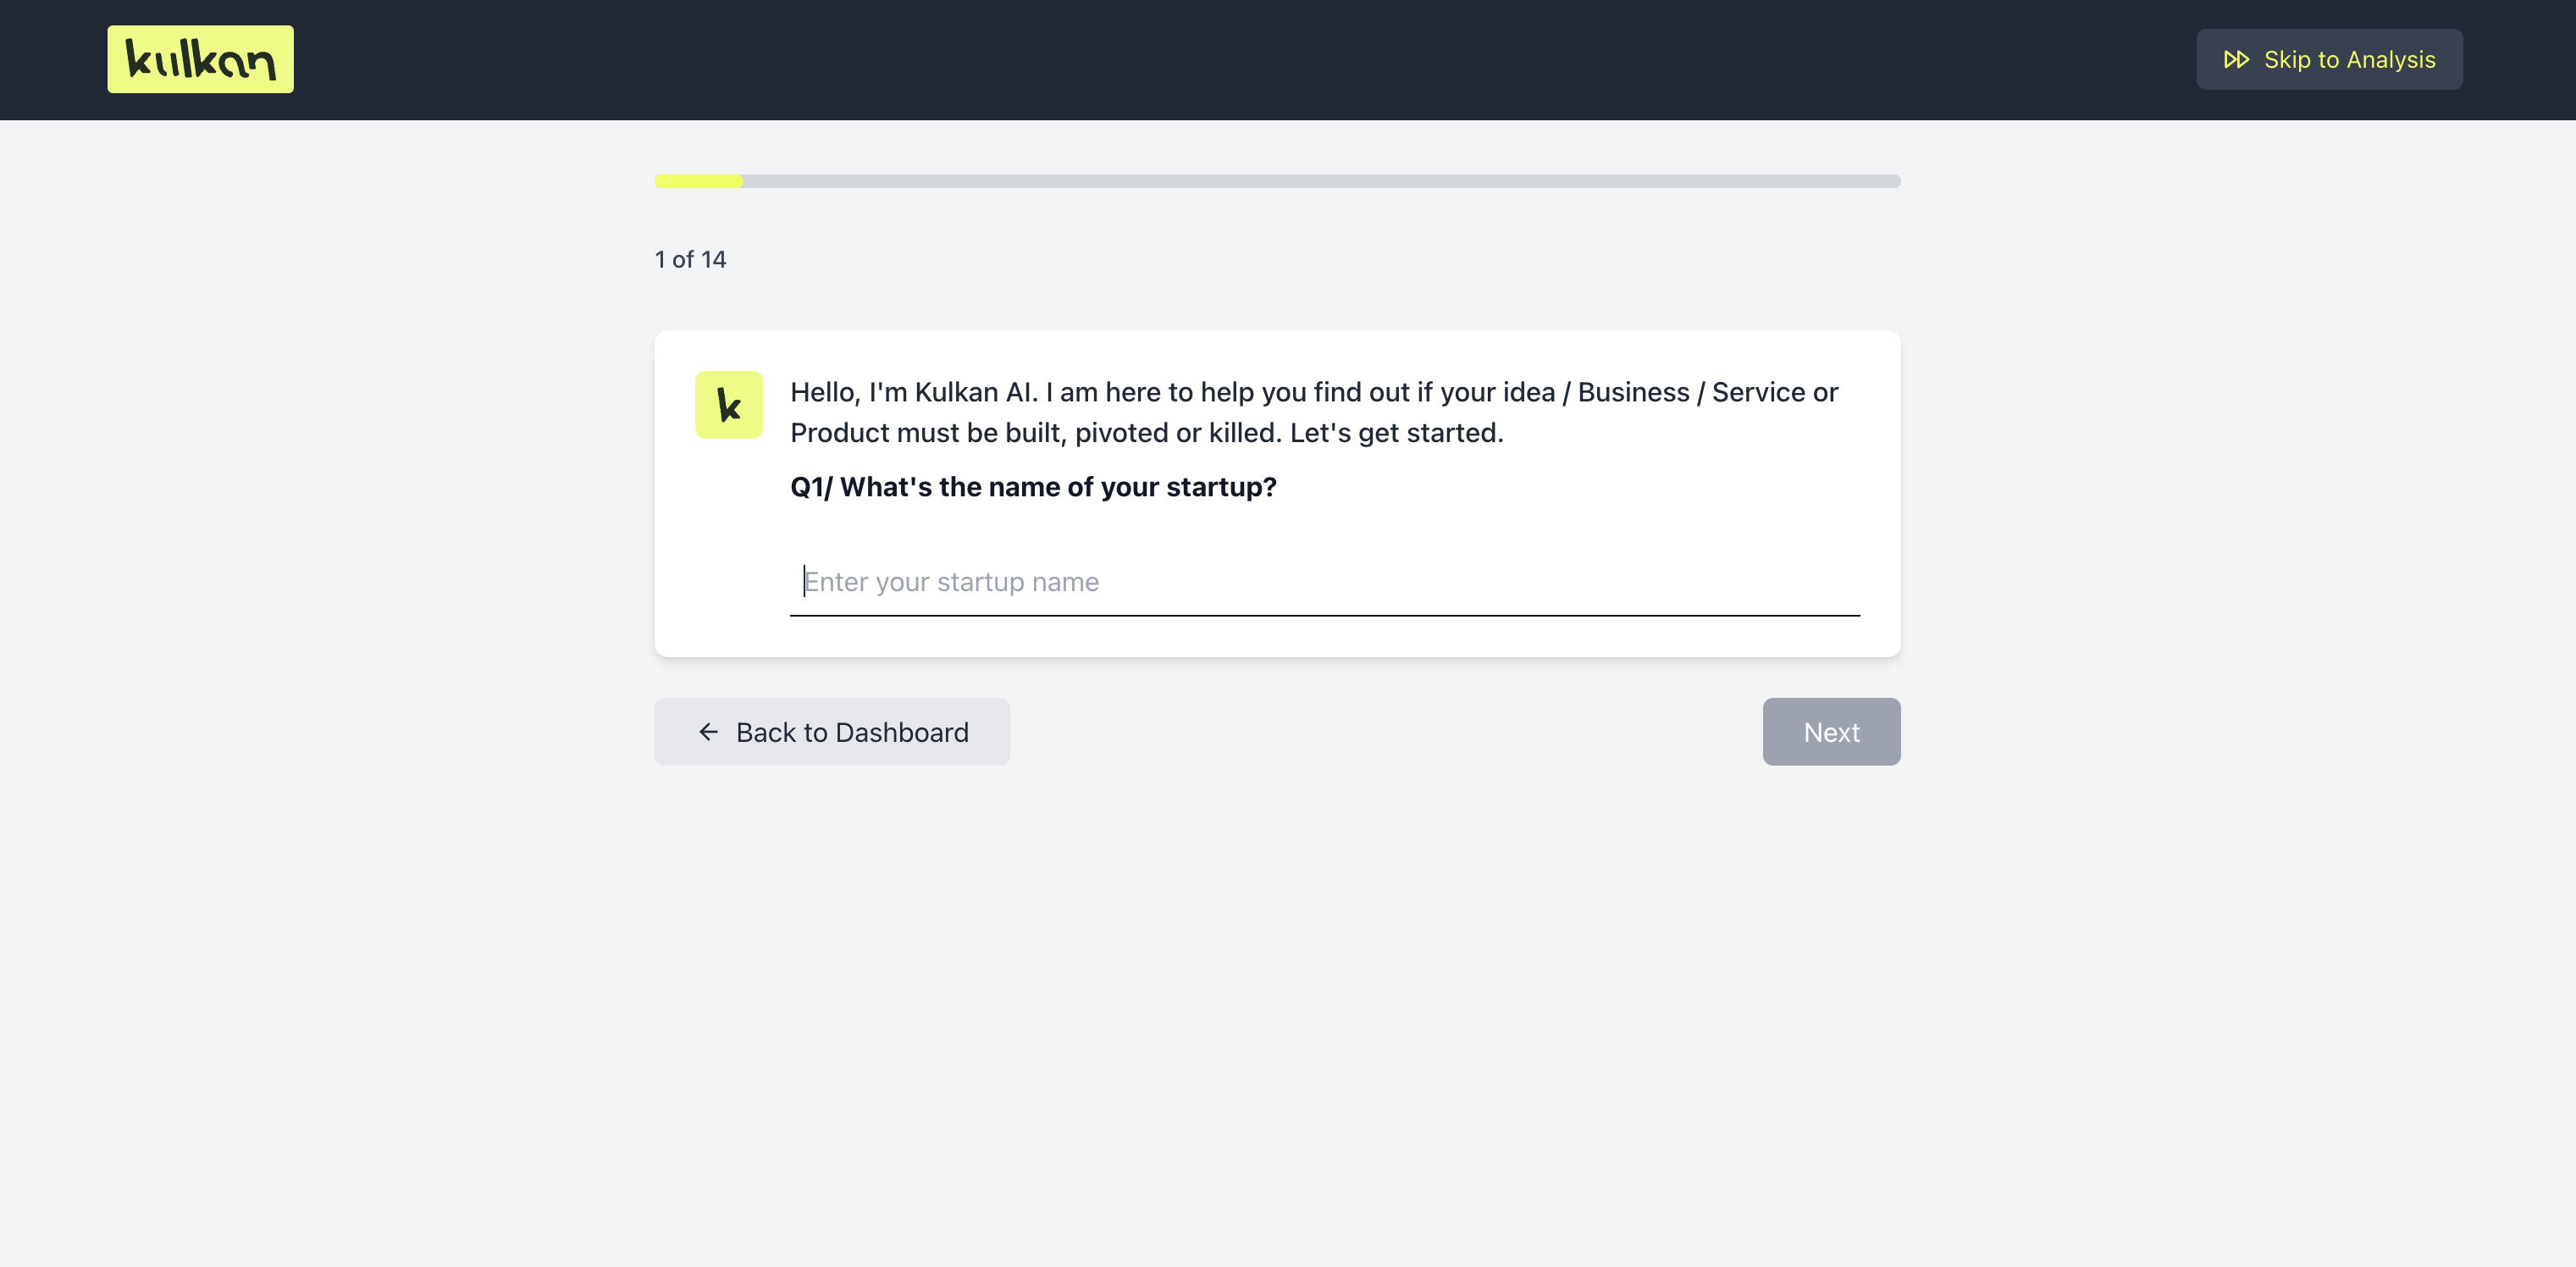 kulkan
Skip to Analysis
1 of 14
k
Hello, I'm Kulkan AI. I am here to help you find out if your idea / Business / Service or
Product must be built, pivoted or killed. Let's get started.
Q1/ What's the name of your startup?
Enter your startup name
Back to Dashboard
Next